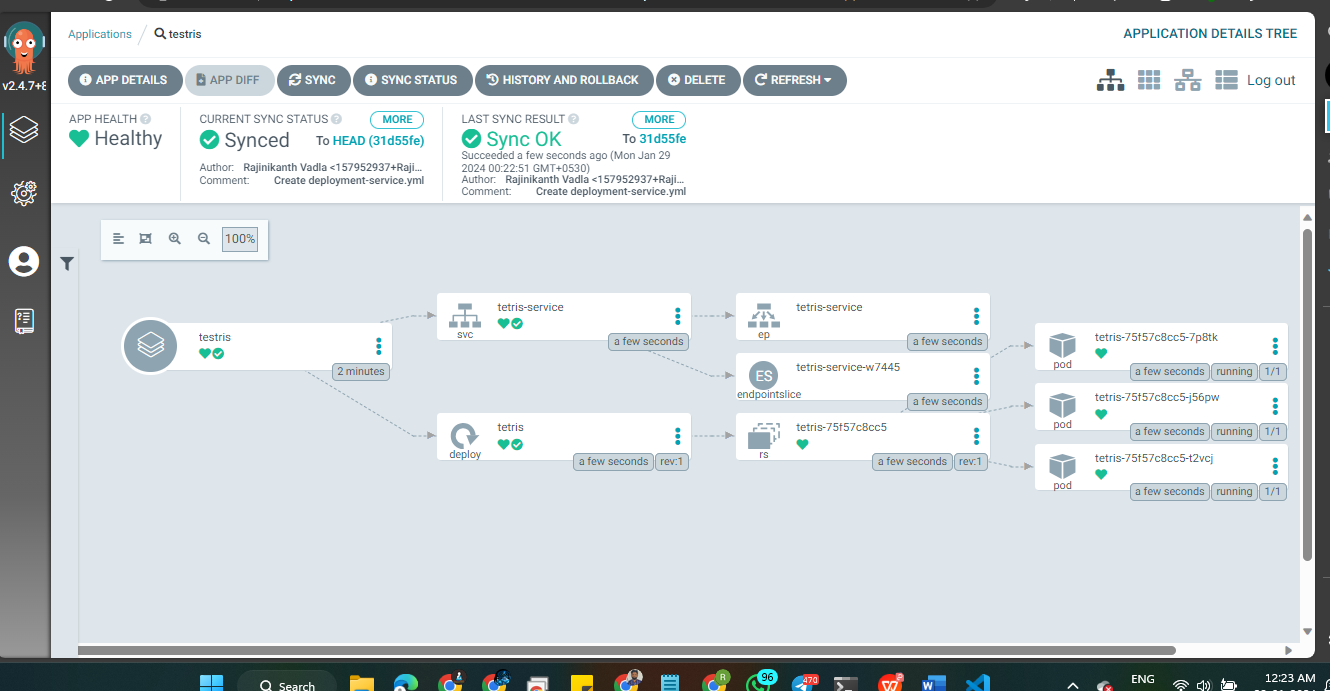 Applications / testris
APPLICATION DETAILS TREE
v2.4.7+8
APP DETAILS
APP DIFF
SYNC
SYNC STATUS
HISTORY AND ROLLBACK
DELETE
REFRESH
Log out
APP HEALTH
Healthy
CURRENT SYNC STATUS
MORE
Synced
To HEAD (31d55fe)
Author: Rajinikanth Vadla <157952937+Raji...
Comment: Create deployment-service.yml
LAST SYNC RESULT
MORE
Sync OK
To 31d55fe
Succeeded a few seconds ago (Mon Jan 29
2024 00:22:51 GMT+0530)
Author: Rajinikanth Vadla <157952937+Raji...
Comment: Create deployment-service.yml
100%
testris
2 minutes
tetris-service
svc
a few seconds
tetris
deploy
a few seconds
rev:1
tetris-service
ep
a few seconds
ES
tetris-service-w7445
endpointslice
a few seconds
tetris-75f57c8cc5
rs
a few seconds
rev:1
tetris-75f57c8cc5-7p8tk
pod
a few seconds
running
1/1
tetris-75f57c8cc5-j56pw
pod
a few seconds
running
1/1
tetris-75f57c8cc5-t2vcj
pod
a few seconds
running
1/1
Search
R
96
470
ENG
12:23 AM